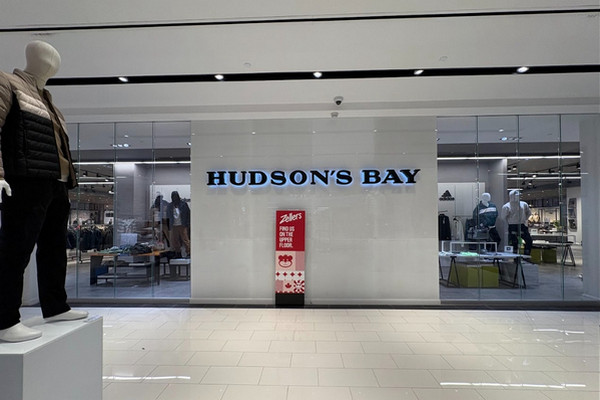 HUDSON'S BAY
Zellers
FIND US
ON THE
UPPER
FLOOR.